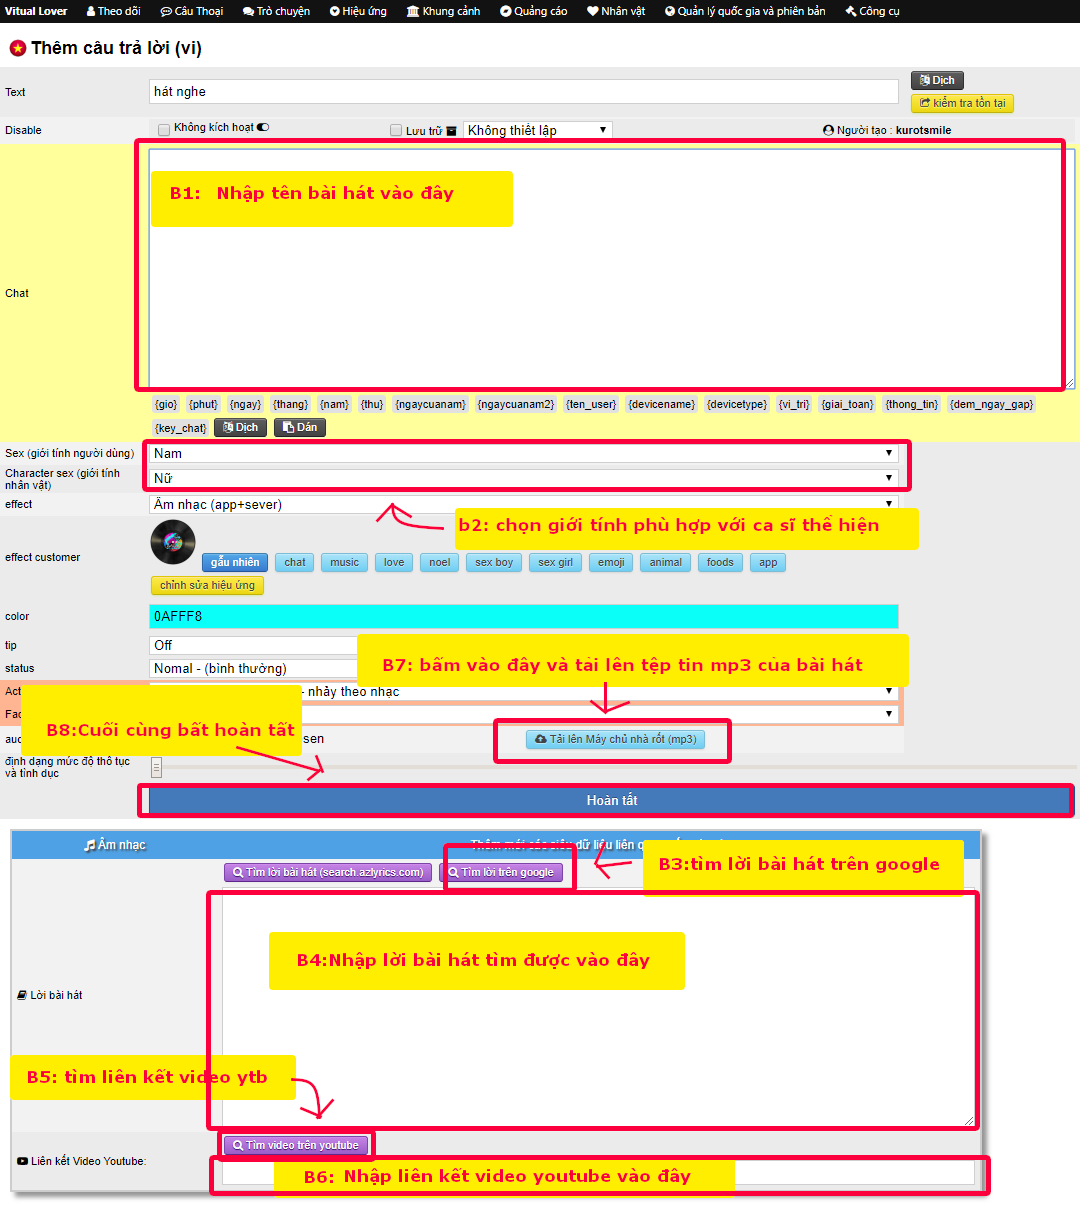 Vitual Lover Theo dõi Câu Thoại Trò chuyện Hiệu ứng Khung cảnh Quảng cáo Nhân vật Quản lý quốc gia và phiên bản Công cụ
Thêm câu trả lời (vi)
Text
hát nghe
Dịch
kiểm tra tồn tại
Disable
Không kích hoạt
Lưu trữ
Không thiết lập
Người tạo : kurotsmile
B1: Nhập tên bài hát vào đây
Chat
{gio} {phut} {ngay} {thang} {nam} {thu} {ngaycuanam} {ngaycuanam2} {ten_user} {devicename} {devicetype} {vi_tri} {giai_toan} {thong_tin} {dem_ngay_gap}
{key_chat} Dịch Dán
Sex (giới tính người dùng)
Nam
Character sex (giới tính nhân vật)
Nữ
effect
Âm nhạc (app+sever)
b2: chọn giới tính phù hợp với ca sĩ thể hiện
effect customer
gẫu nhiên chat music love noel sex boy sex girl emoji animal foods app
chỉnh sửa hiệu ứng
color
0AFFF8
tip
Off
B7: bấm vào đây và tải lên tệp tin mp3 của bài hát
status
Nomal - (bình thường)
Act
- nhảy theo nhạc
Fac
B8:Cuối cùng bất hoàn tất
sen
Tải lên Máy chủ nhà rốt (mp3)
định dạng mức độ thô tục và tình dục
Hoàn tất
Âm nhạc
B3:tìm lời bài hát trên google
Tìm lời bài hát (search.azlyrics.com)
Tìm lời trên google
B4:Nhập lời bài hát tìm được vào đây
Lời bài hát
B5: tìm liên kết video ytb
Tìm video trên youtube
Liên kết Video Youtube:
B6: Nhập liên kết video youtube vào đây